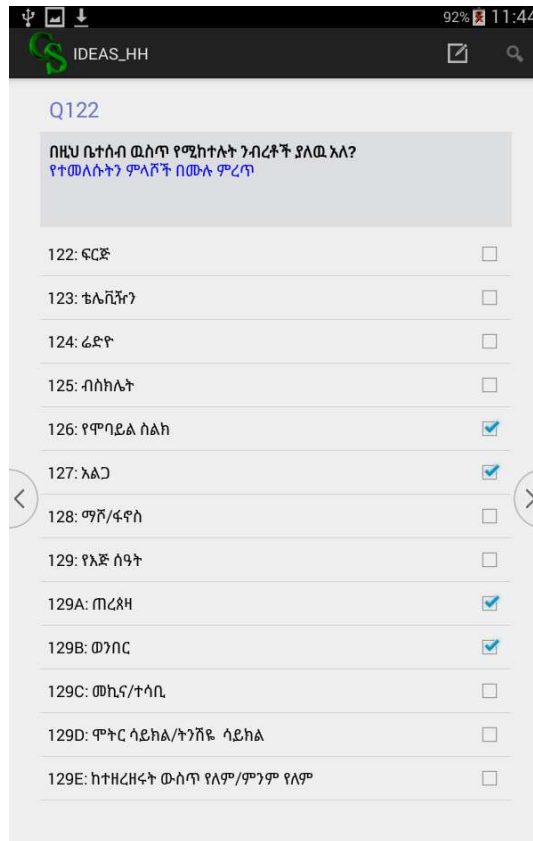 92% 11:44
IDEAS_HH
Q122
በዚህ ቤተሰብ ዉስጥ የሚከተሉት ንብረቶች ያለዉ አለ?
የተመለሱትን ምላሾች በሙሉ ምረጥ
122: ፍርጅ
123: ቴሌቪዥን
124: ሬድዮ
125: ብስክሌት
126: የሞባይል ስልክ
127: አልጋ
128: ማሾ/ፋኖስ
129: የእጅ ሰዓት
129A: ጠረጴዛ
129B: ወንበር
129C: መኪና/ተሳቢ
129D: ሞትር ሳይክል/ትንሽዬ ሳይክል
129E: ከተዘረዘሩት ውስጥ የለም/ምንም የለም